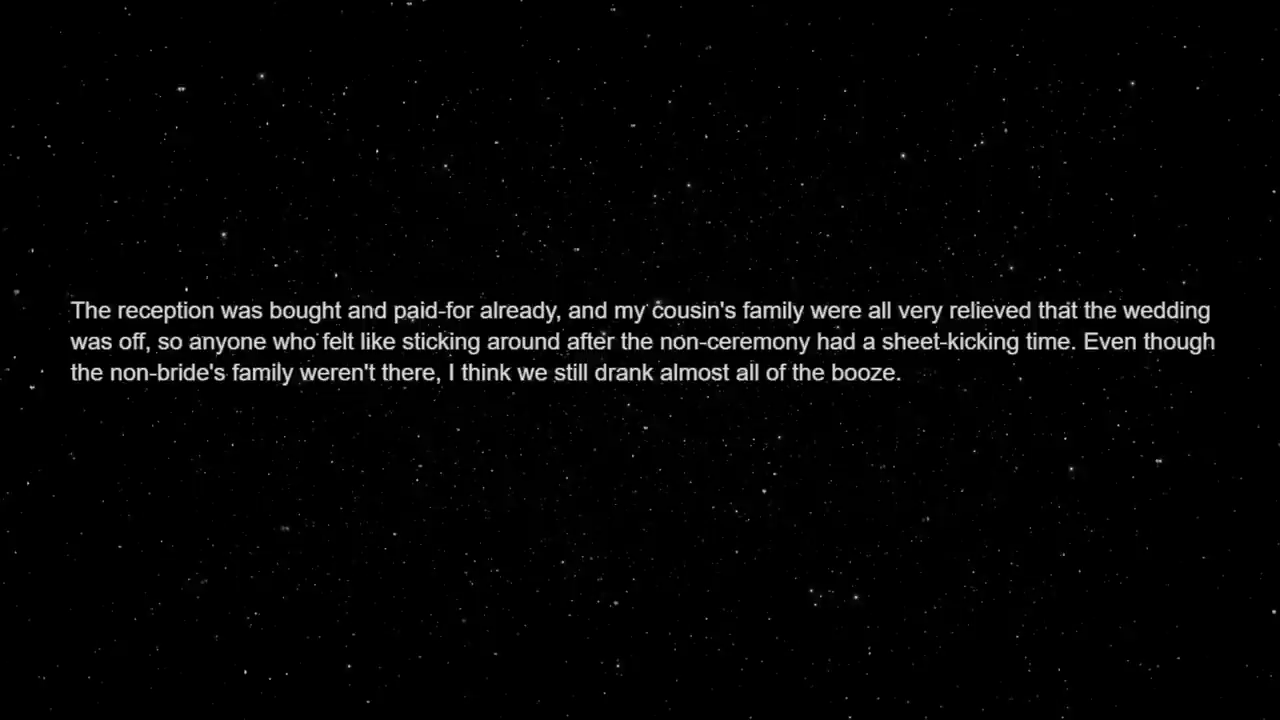 The reception was bought and paid-for already, and my cousin's family were all very relieved that the wedding
was off, so anyone who felt like sticking around after the non-ceremony had a sheet-kicking time. Even though
the non-bride's family weren't there, I think we still drank almost all of the booze.